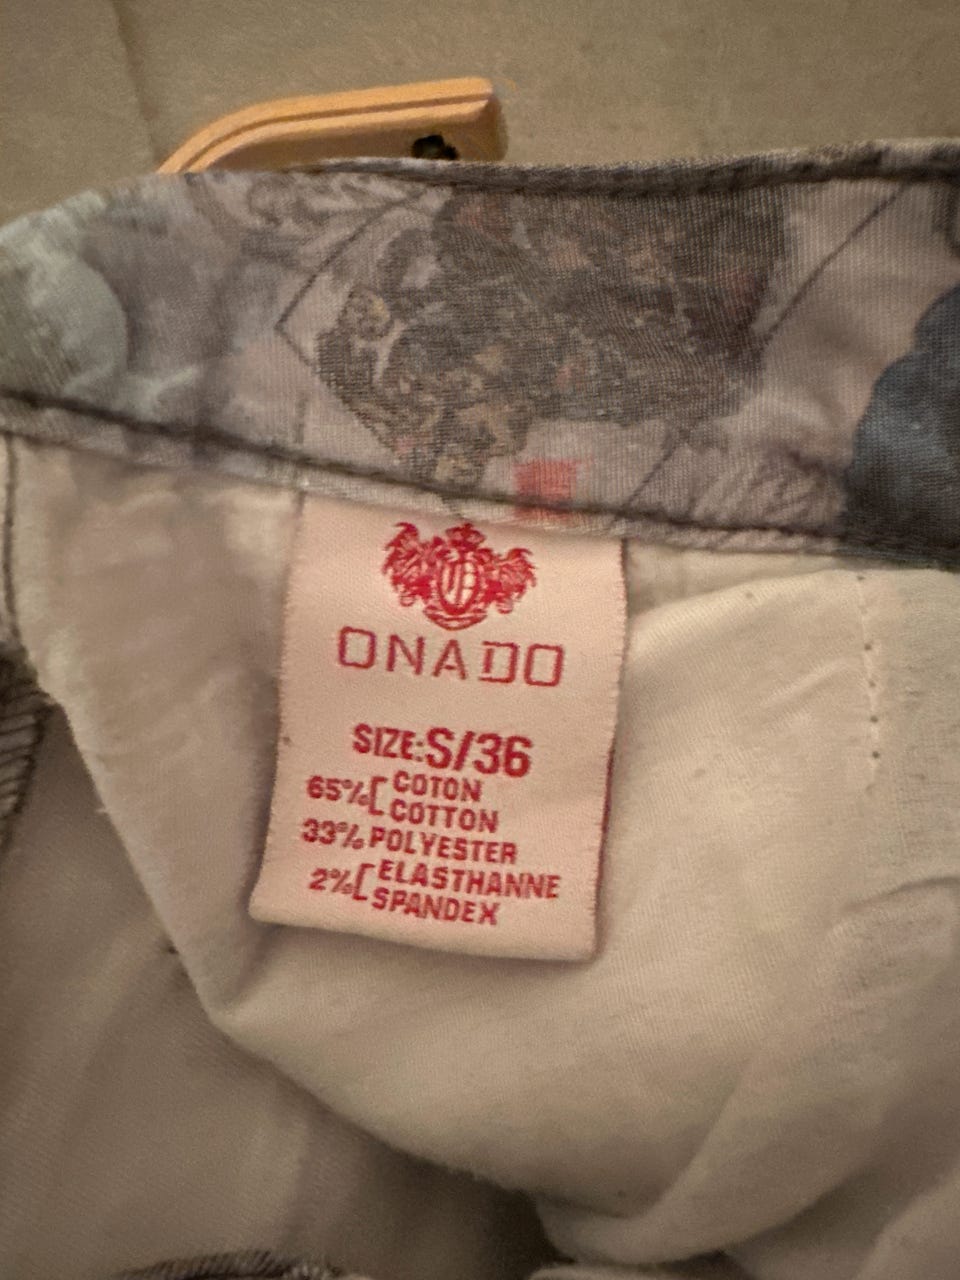 ONADO
SIZE:S/36
65%[COTON
COTTON
33% POLYESTER
2%[ELASTHANNE
SPANDEX